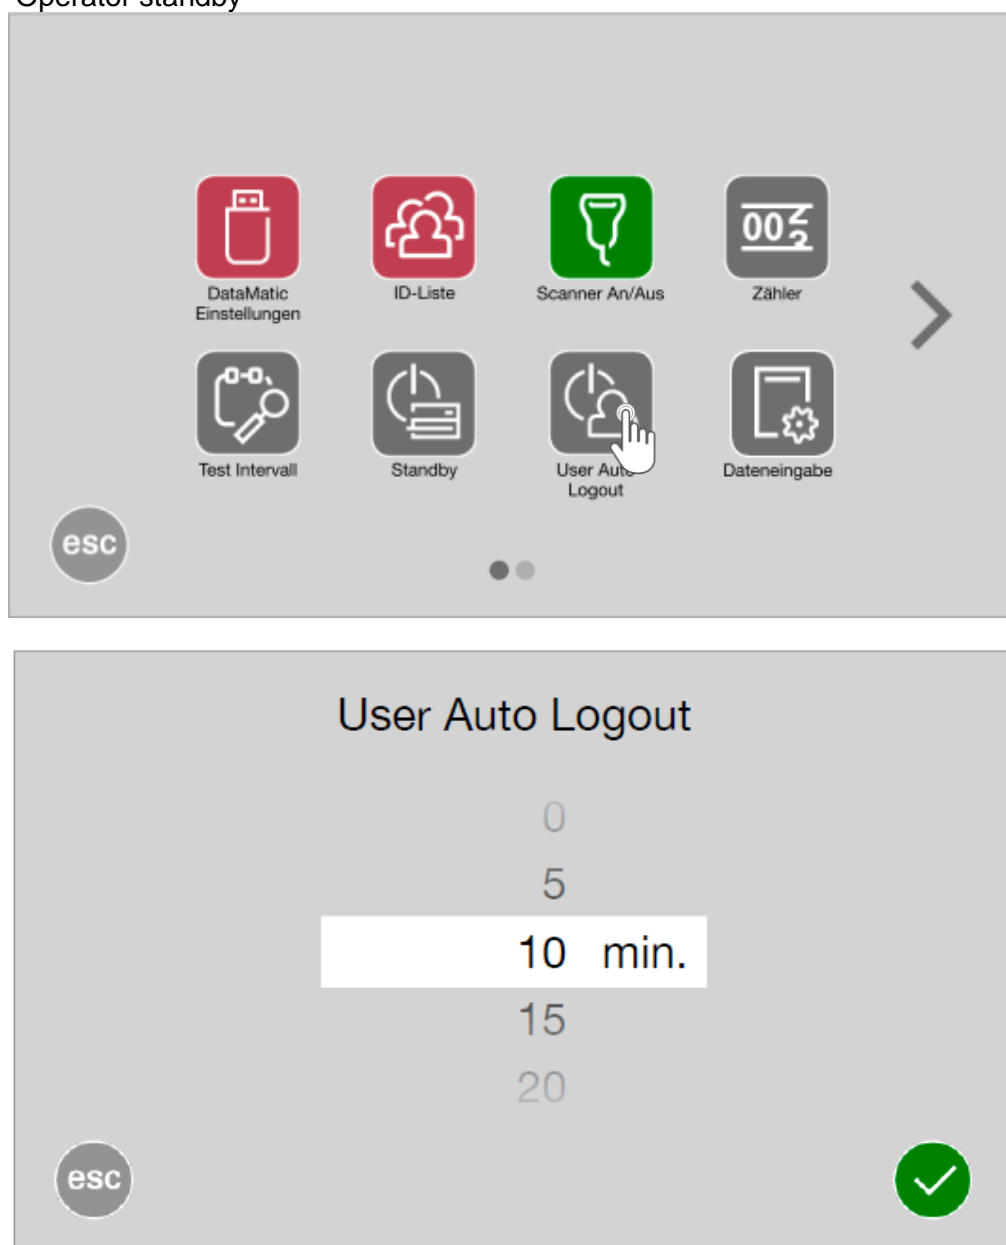 Operator standby
DataMatic
Einstellungen
ID-Liste
Scanner An/Aus
00
Zähler
Test Intervall
Standby
User Auto
Logout
Dateneingabe
esc
User Auto Logout
0
5
10 min.
15
20
esc